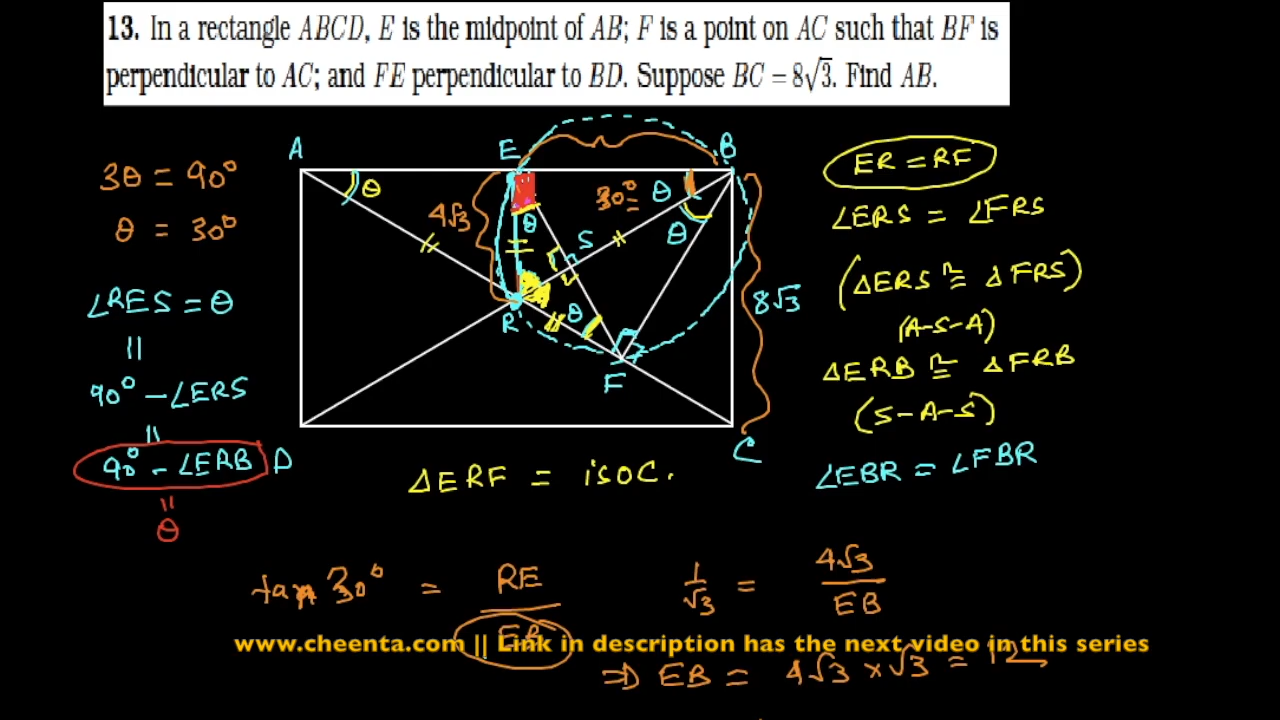 13. In a rectangle ABCD, E is the midpoint of AB; F is a point on AC such that BF is
perpendicular to AC; and FE perpendicular to BD. Suppose BC = 8√3. Find AB.
A
E
B
3θ = 90°
θ = 30°
∠RES = θ
||
90° − ∠ERS
||
90° − ∠ERB
||
θ
θ
4√3
θ
30°=
θ
θ
S
R
θ
F
8√3
D
C
ER = RF
∠ERS = ∠FRS
(ΔERS ≅ ΔFRS)
(A-S-A)
ΔERB ≅ ΔFRB
(S-A-S)
∠EBR = ∠FBR
ΔERF = isoc.
tan 30° = RE / EB
1/√3 = 4√3 / EB
www.cheenta.com || Link in description has the next video in this series
⇒ EB = 4√3 × √3 = 12